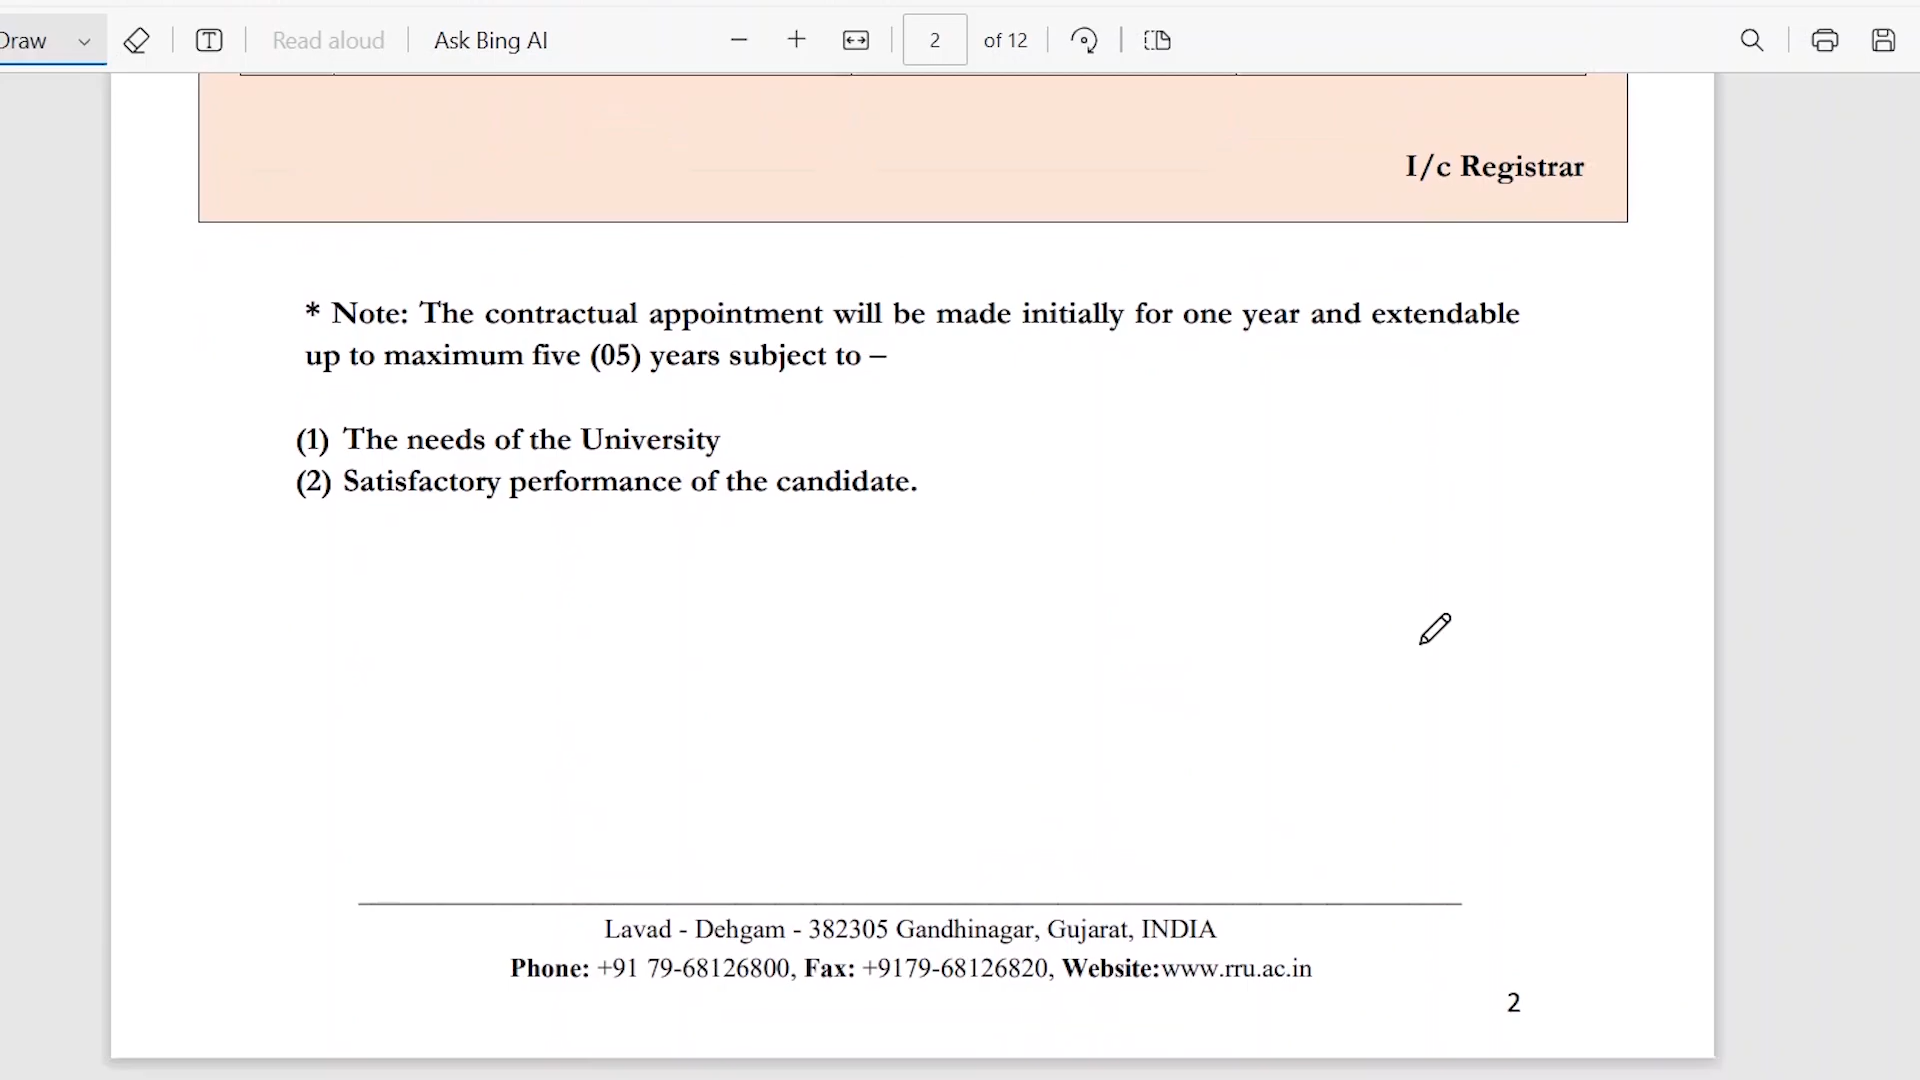 Draw
Read aloud
Ask Bing AI
2
of 12
I/c Registrar
* Note: The contractual appointment will be made initially for one year and extendable
up to maximum five (05) years subject to –
(1) The needs of the University
(2) Satisfactory performance of the candidate.
Lavad - Dehgam - 382305 Gandhinagar, Gujarat, INDIA
Phone: +91 79-68126800, Fax: +9179-68126820, Website:www.rru.ac.in
2